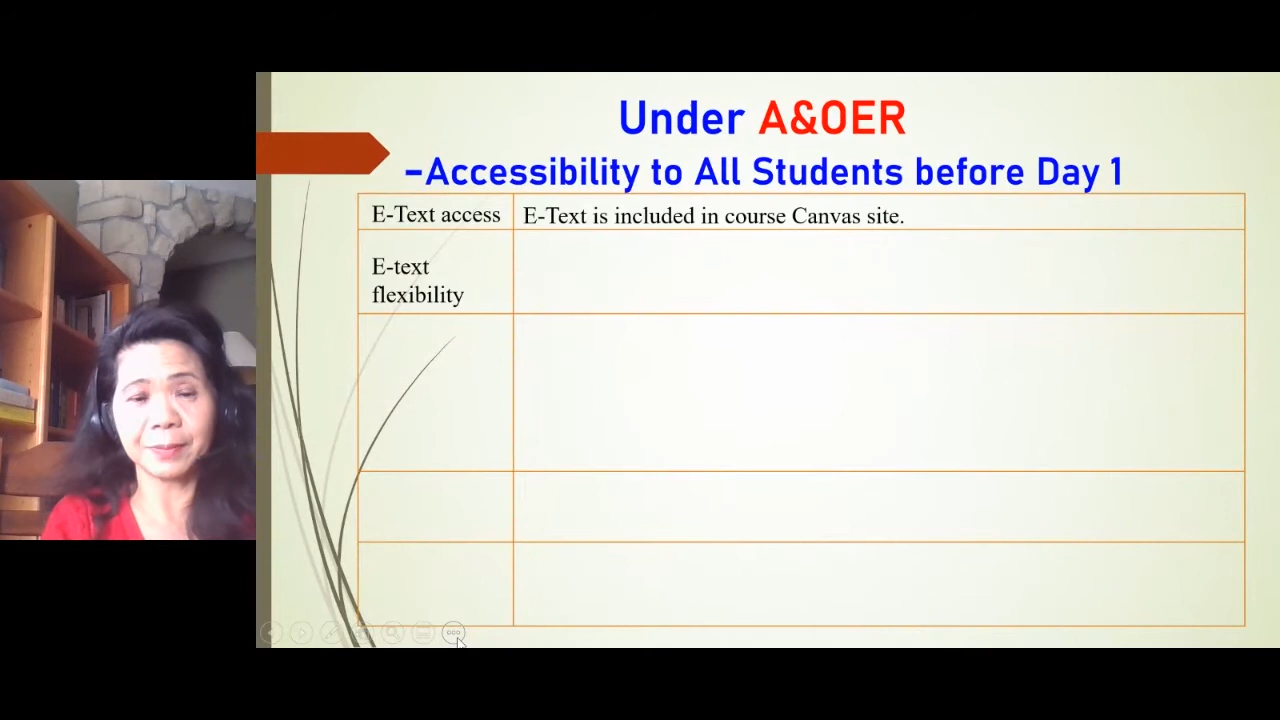 Under A&OER
–Accessibility to All Students before Day 1
E-Text access
E-Text is included in course Canvas site.
E-text
flexibility